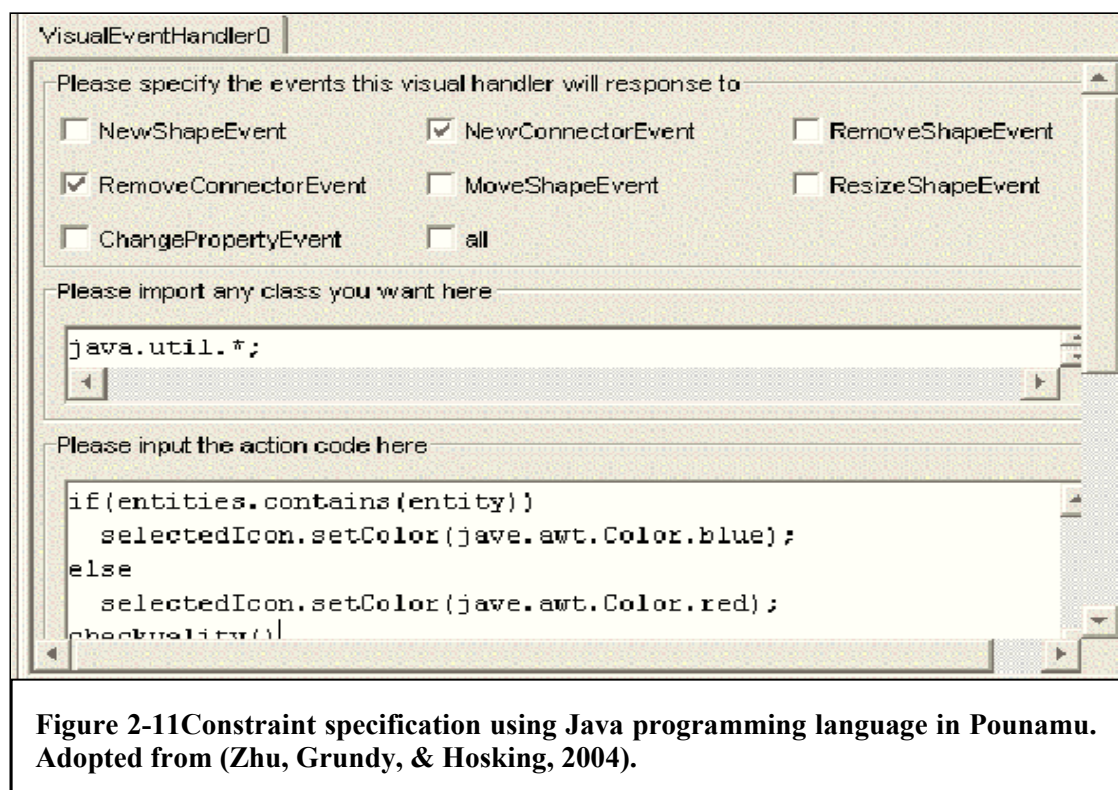 VisualEventHandler0
Please specify the events this visual handler will response to
NewShapeEvent NewConnectorEvent RemoveShapeEvent
RemoveConnectorEvent MoveShapeEvent ResizeShapeEvent
ChangePropertyEvent all
Please import any class you want here
java.util.*;
Please input the action code here
if(entities.contains(entity))
selectedIcon.setColor(jave.awt.Color.blue);
else
selectedIcon.setColor(jave.awt.Color.red);
Figure 2-11Constraint specification using Java programming language in Pounamu.
Adopted from (Zhu, Grundy, & Hosking, 2004).